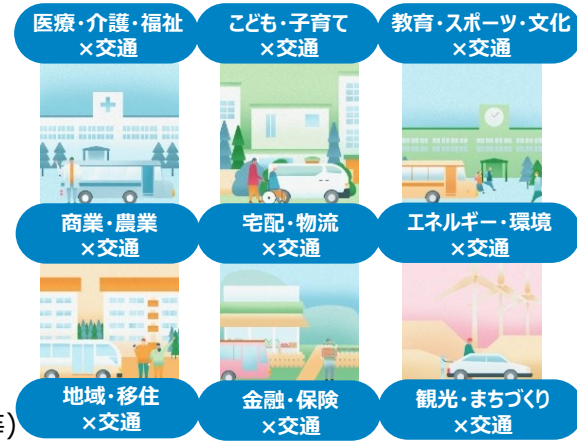 医療・介護・福祉
×交通
こども・子育て
×交通
教育・スポーツ・文化
×交通
商業・農業
×交通
宅配・物流
×交通
エネルギー・環境
×交通
地域・移住
×交通
金融・保険
×交通
観光・まちづくり
×交通
等)